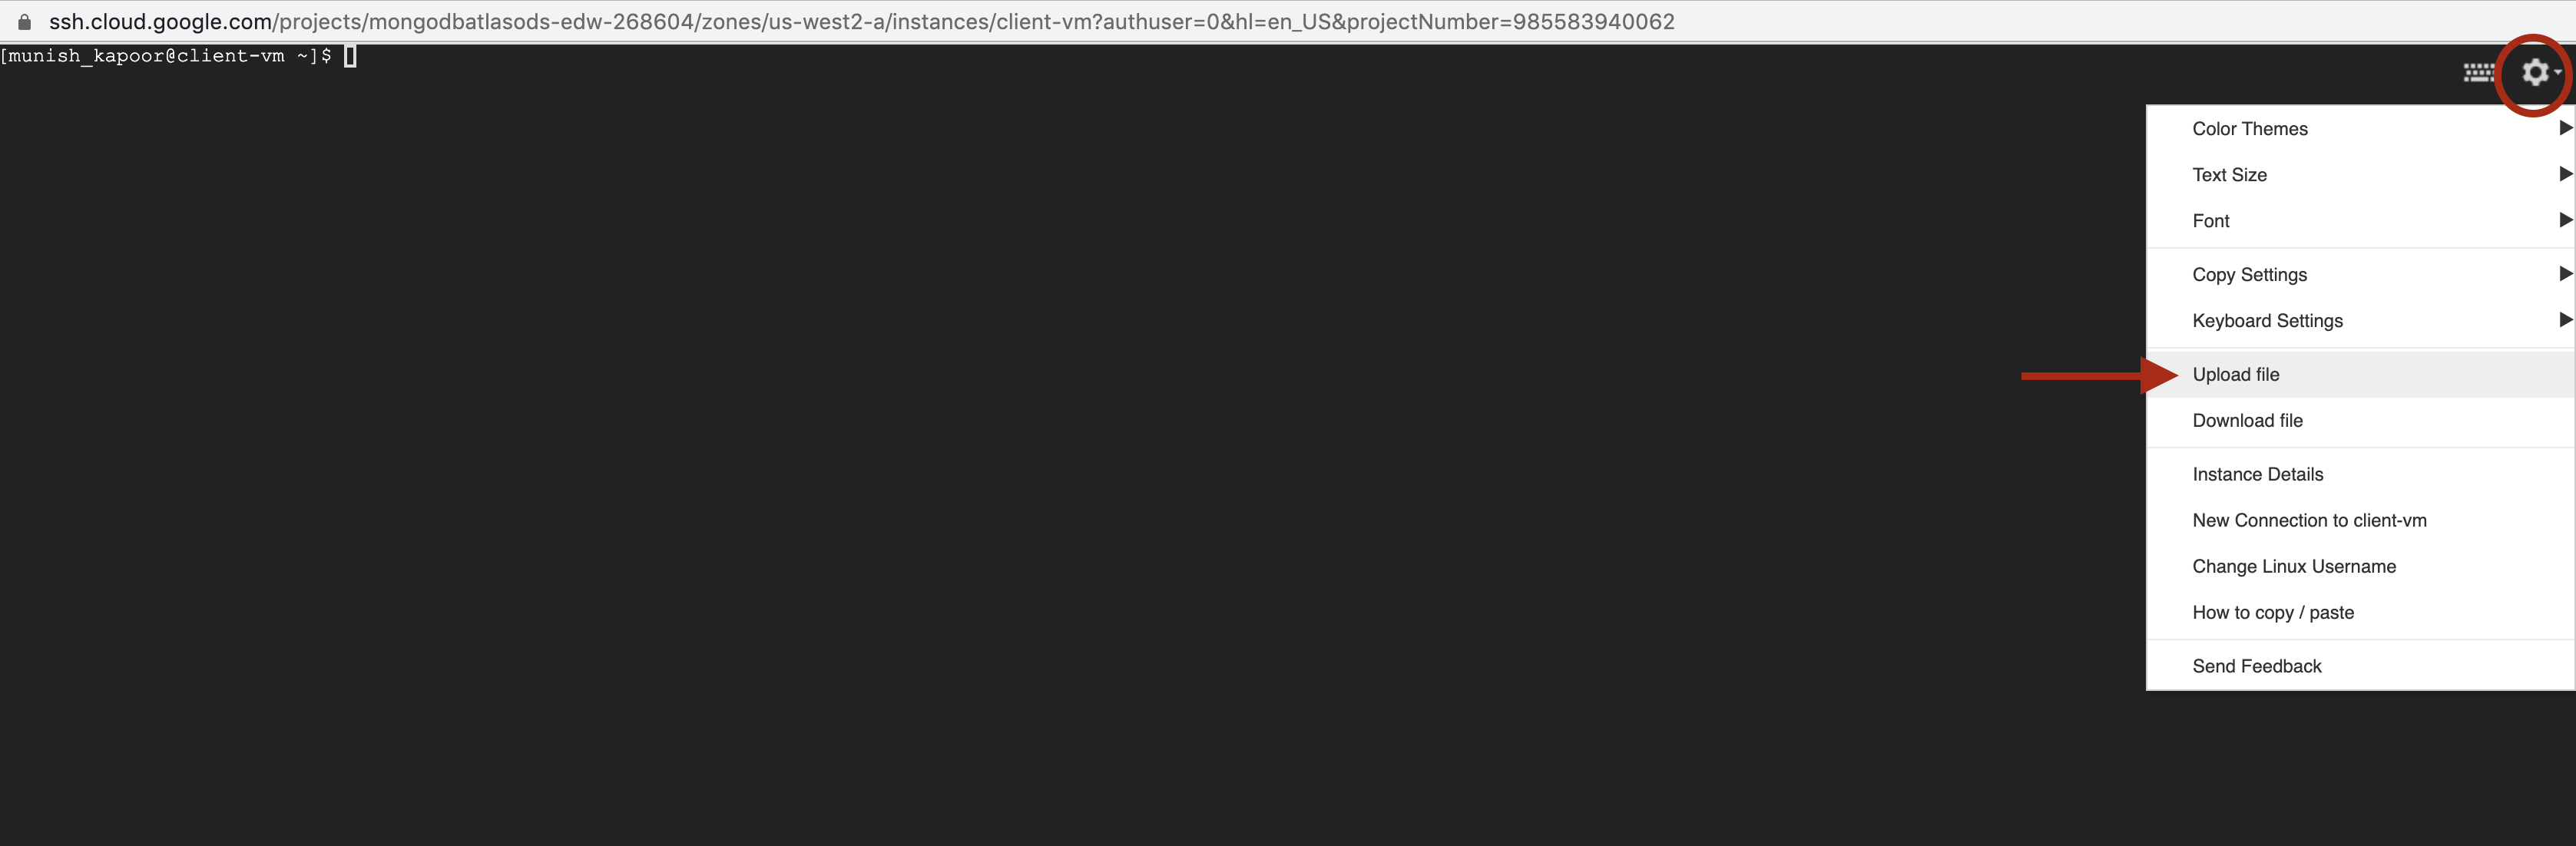 ssh.cloud.google.com/projects/mongodbatlasods-edw-268604/zones/us-west2-a/instances/client-vm?authuser=0&hl=en_US&projectNumber=985583940062
[munish_kapoor@client-vm ~]$
Color Themes
Text Size
Font
Copy Settings
Keyboard Settings
Upload file
Download file
Instance Details
New Connection to client-vm
Change Linux Username
How to copy / paste
Send Feedback